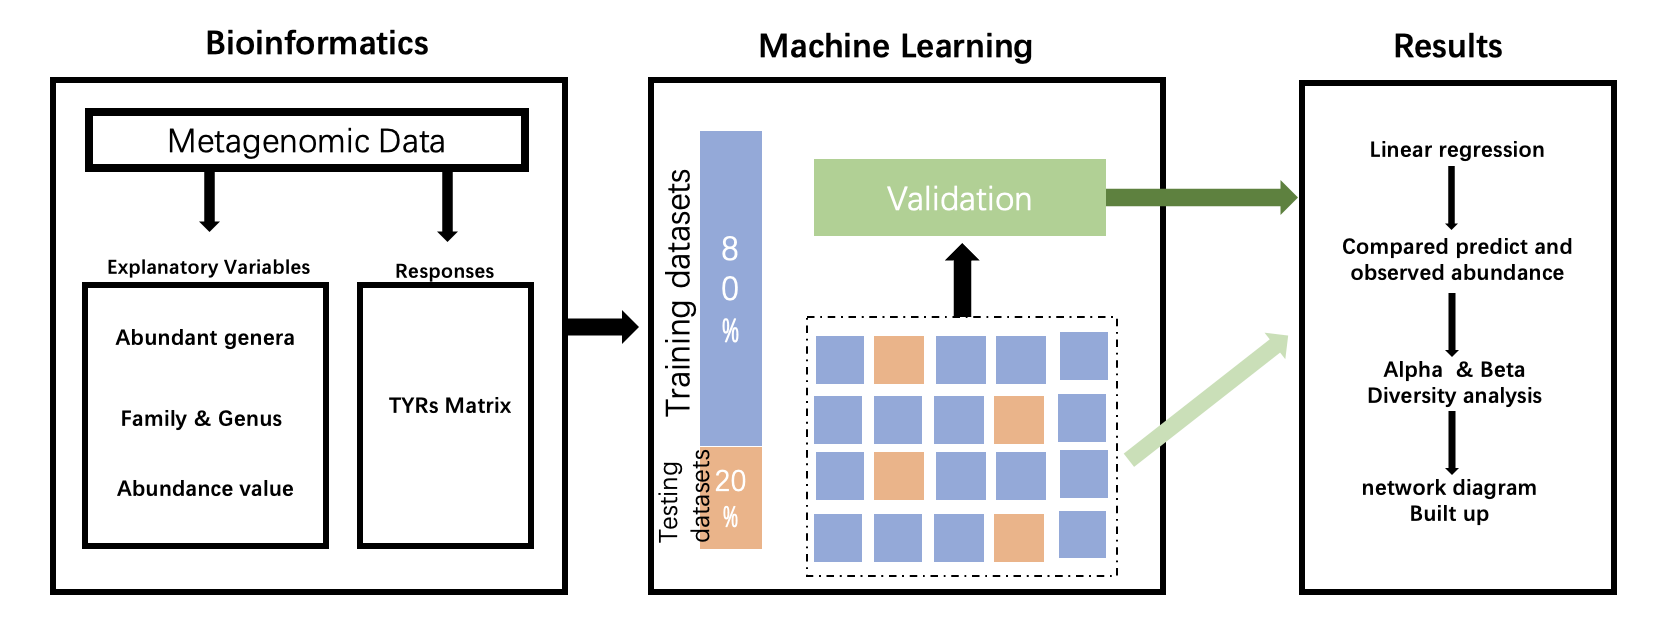 Bioinformatics
Metagenomic Data
Explanatory Variables
Abundant genera
Family & Genus
Abundance value
Responses
TYRs Matrix
Machine Learning
Training datasets
8
0
%
Testing
datasets
20
%
Validation
Results
Linear regression
Compared predict and
observed abundance
Alpha & Beta
Diversity analysis
network diagram
Built up